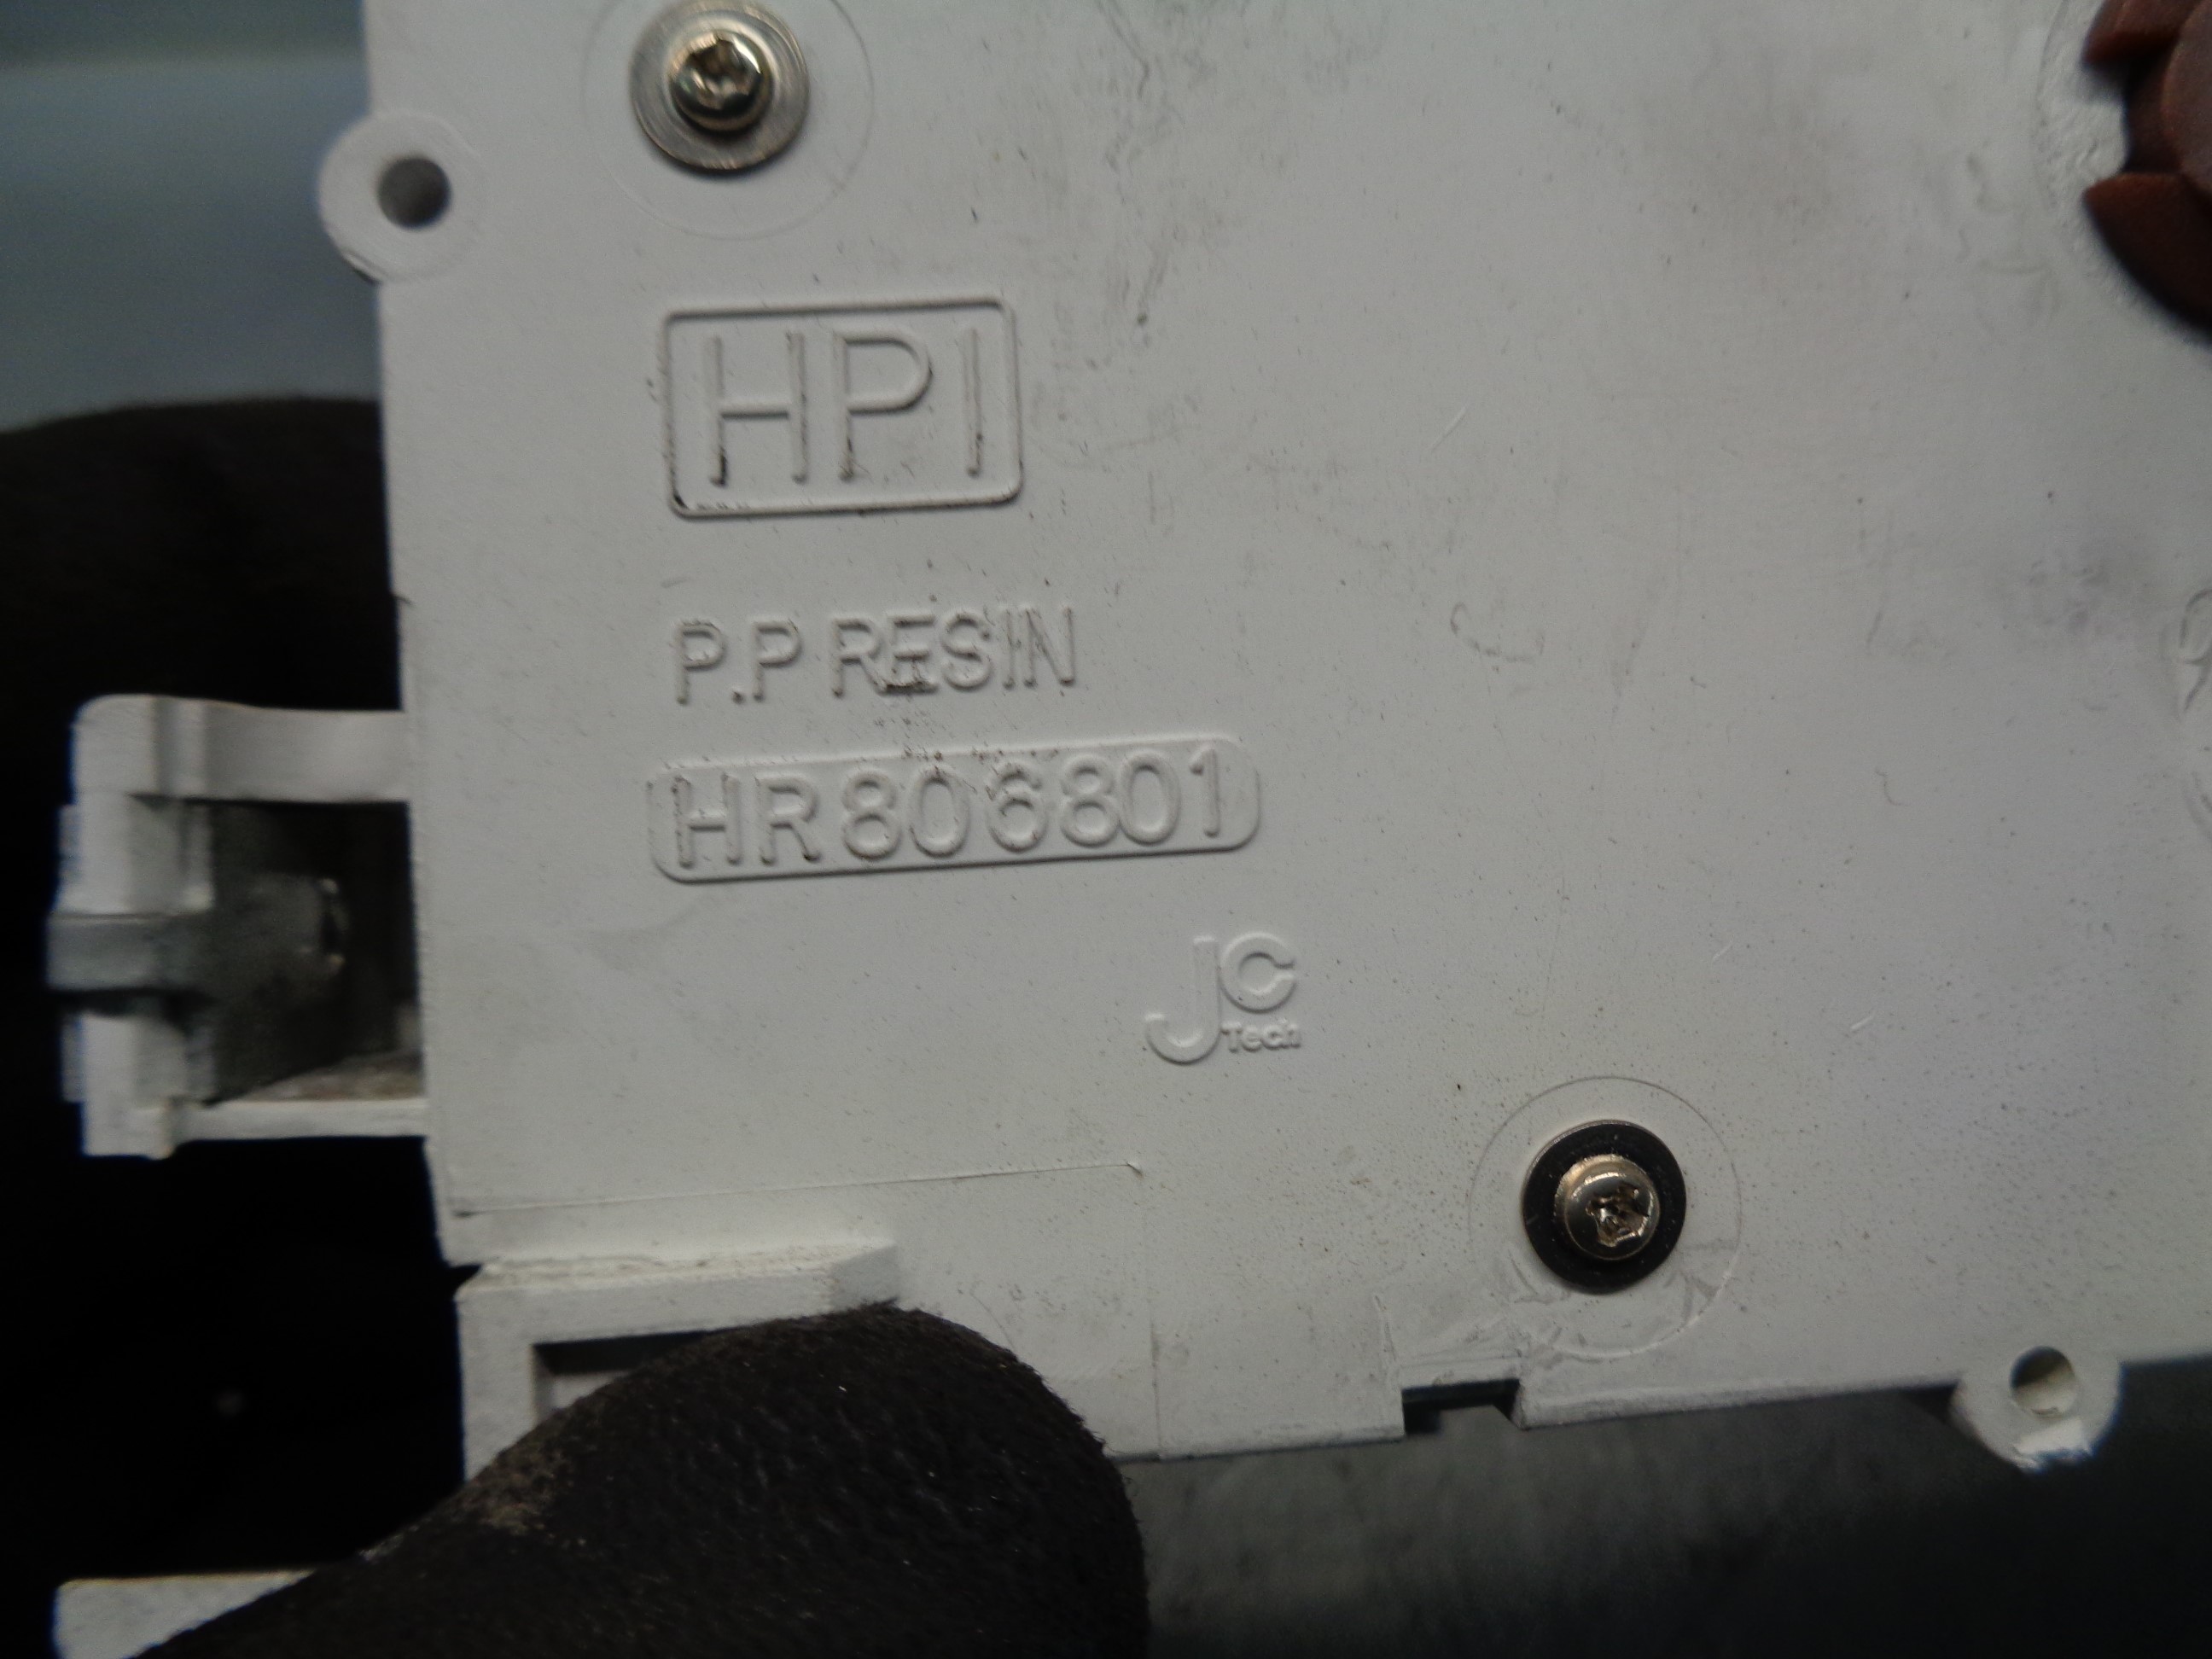 HPI
P.P RESIN
HR806801
JC
Tech